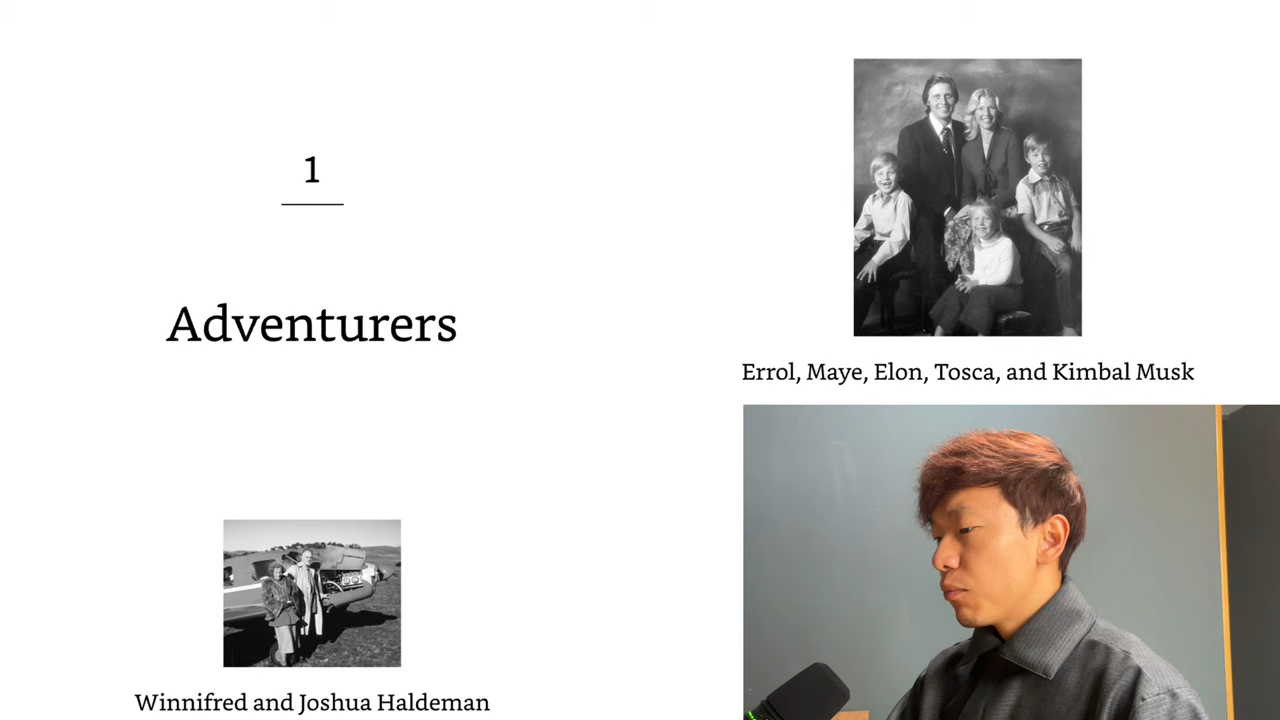 1
Adventurers
Winnifred and Joshua Haldeman
Errol, Maye, Elon, Tosca, and Kimbal Musk